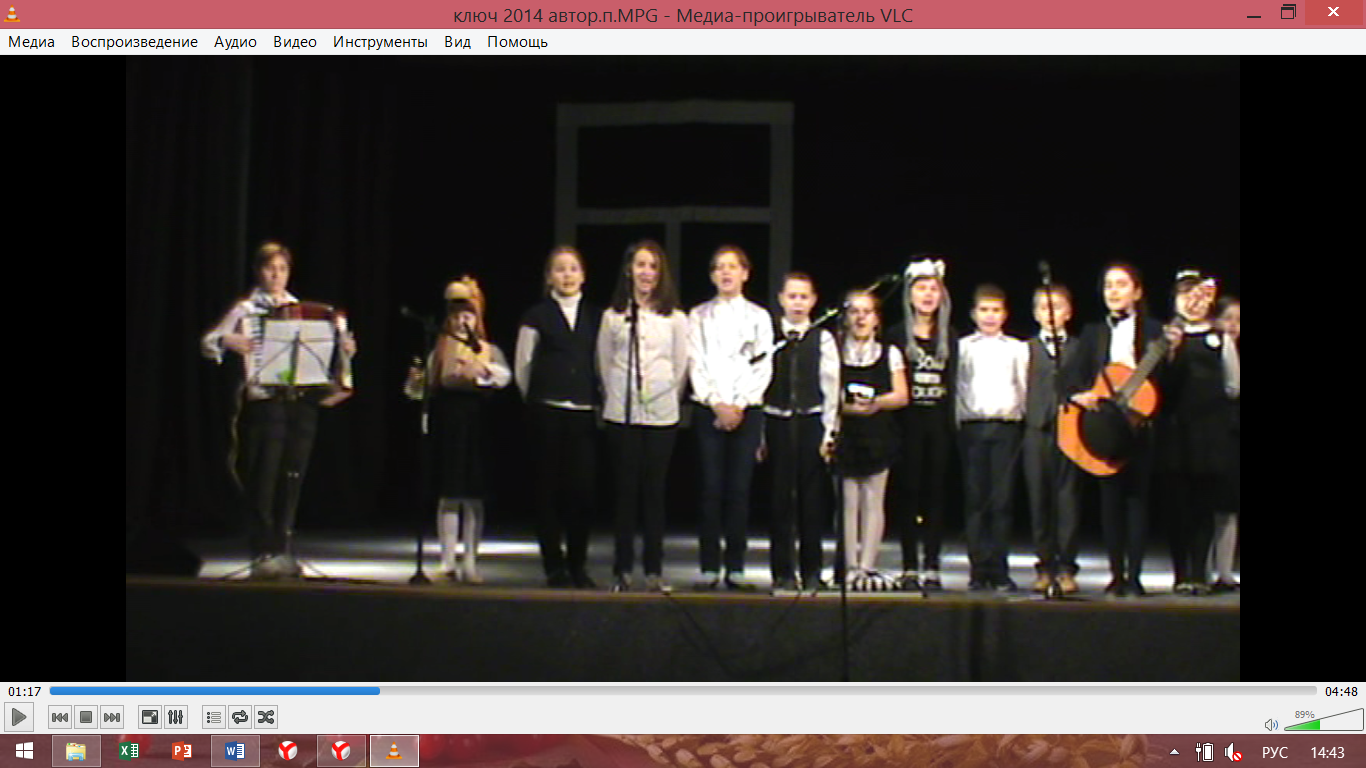 ключ 2014 автор.п.MPG - Медиа-проигрыватель VLC
Медиа Воспроизведение Аудио Видео Инструменты Вид Помощь
01:17
04:48
89%
РУС
14:43